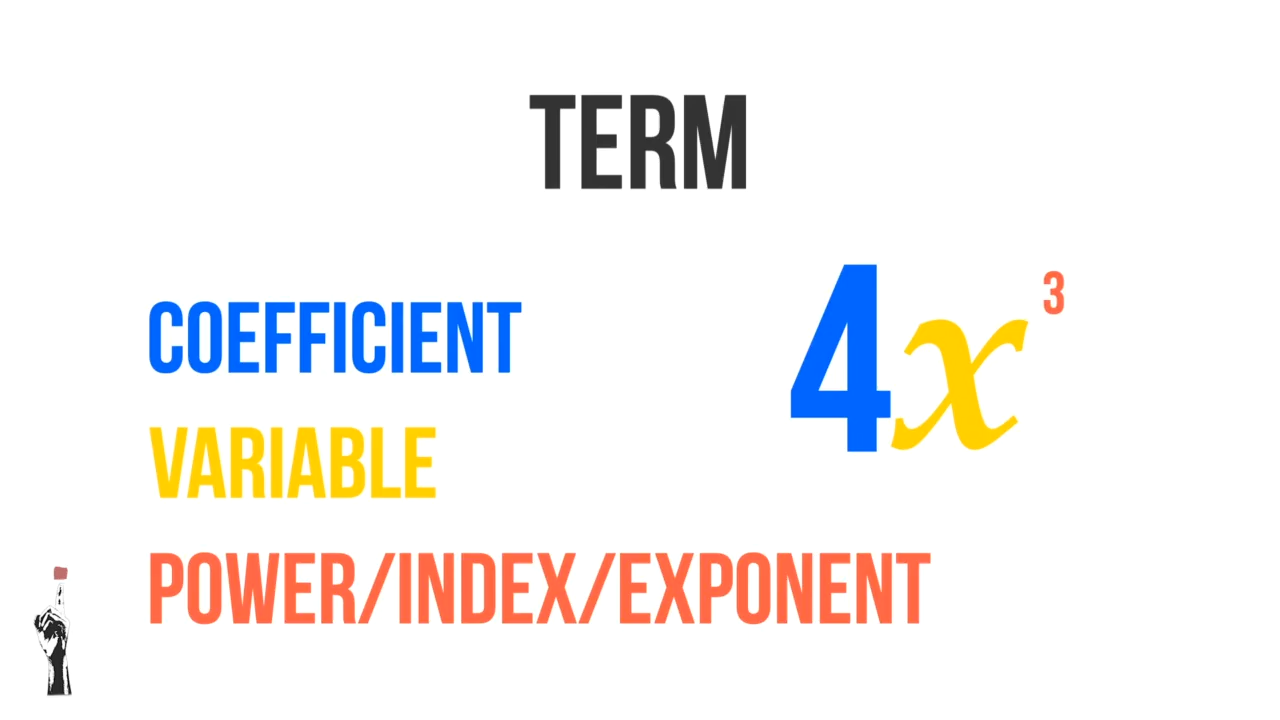 TERM
COEFFICIENT
4x³
VARIABLE
POWER/INDEX/EXPONENT